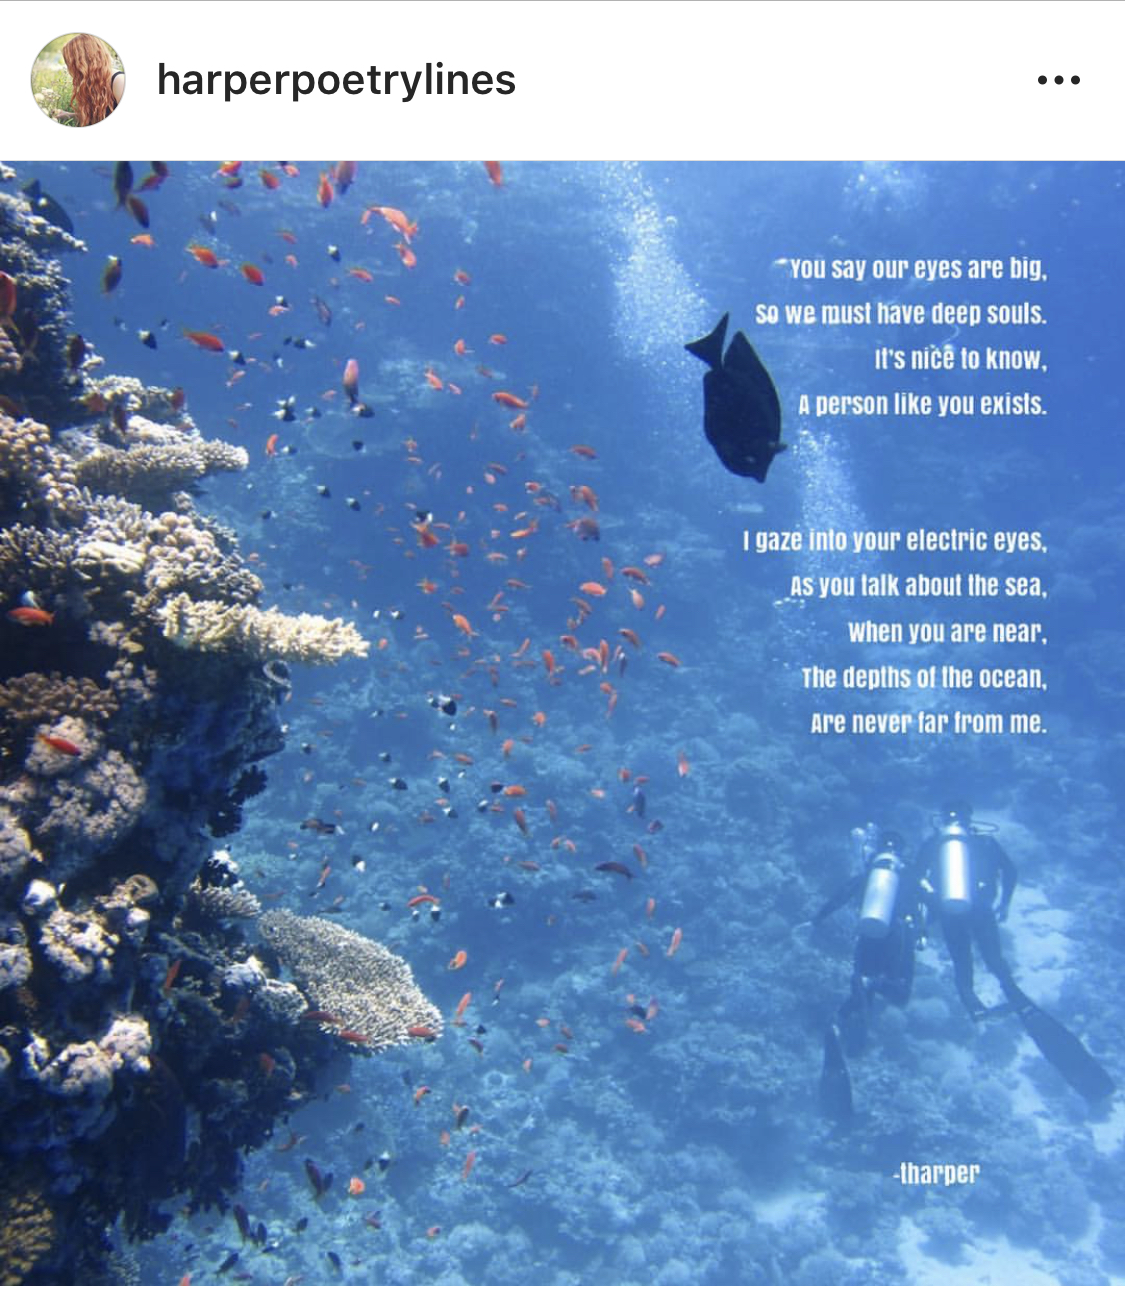 harperpoetrylines
You say our eyes are big,
So we must have deep souls.
It's nice to know,
A person like you exists.
I gaze into your electric eyes,
As you talk about the sea,
When you are near,
The depths of the ocean,
Are never far from me.
-tharper